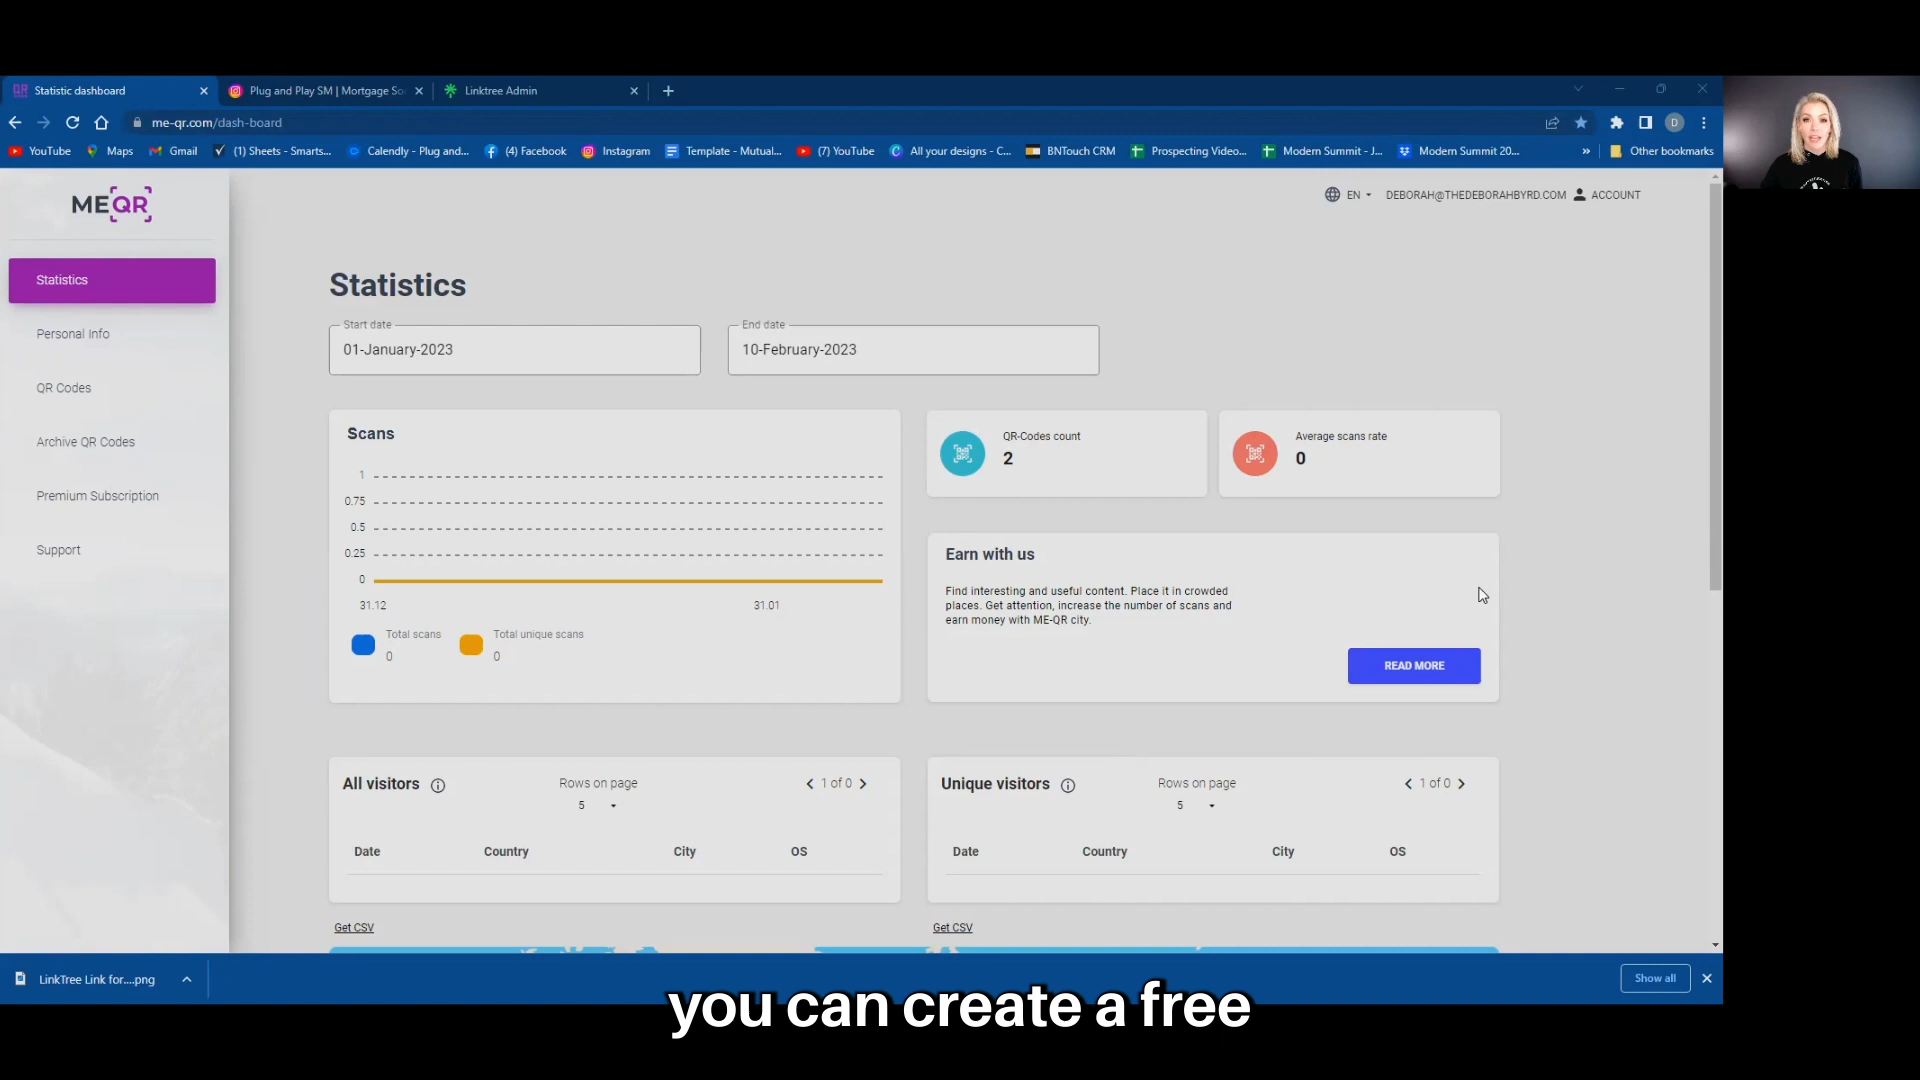 Statistic dashboard
Plug and Play SM | Mortgage So
Linktree Admin
me-qr.com/dash-board
YouTube
Maps
Gmail
(1) Sheets - Smarts...
Calendly - Plug and...
(4) Facebook
Instagram
Template - Mutual...
(7) YouTube
All your designs - C...
BNTouch CRM
Prospecting Video...
Modern Summit - J...
Modern Summit 20...
»
Other bookmarks
D
MEQR
EN
DEBORAH@THEDEBORAHBYRD.COM
ACCOUNT
Statistics
Personal Info
QR Codes
Archive QR Codes
Premium Subscription
Support
Statistics
Start date
01-January-2023
End date
10-February-2023
Scans
1
0.75
0.5
0.25
0
31.12
31.01
Total scans
0
Total unique scans
0
QR-Codes count
2
Average scans rate
0
Earn with us
Find interesting and useful content. Place it in crowded
places. Get attention, increase the number of scans and
earn money with ME-QR city.
READ MORE
All visitors
Rows on page
5
1 of 0
Date
Country
City
OS
Get CSV
Unique visitors
Rows on page
5
1 of 0
Date
Country
City
OS
Get CSV
LinkTree Link for....png
Show all
you can create a free